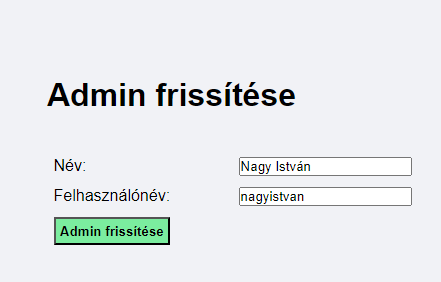 Admin frissítése
Név: Nagy István
Felhasználónév: nagyistvan
Admin frissítése